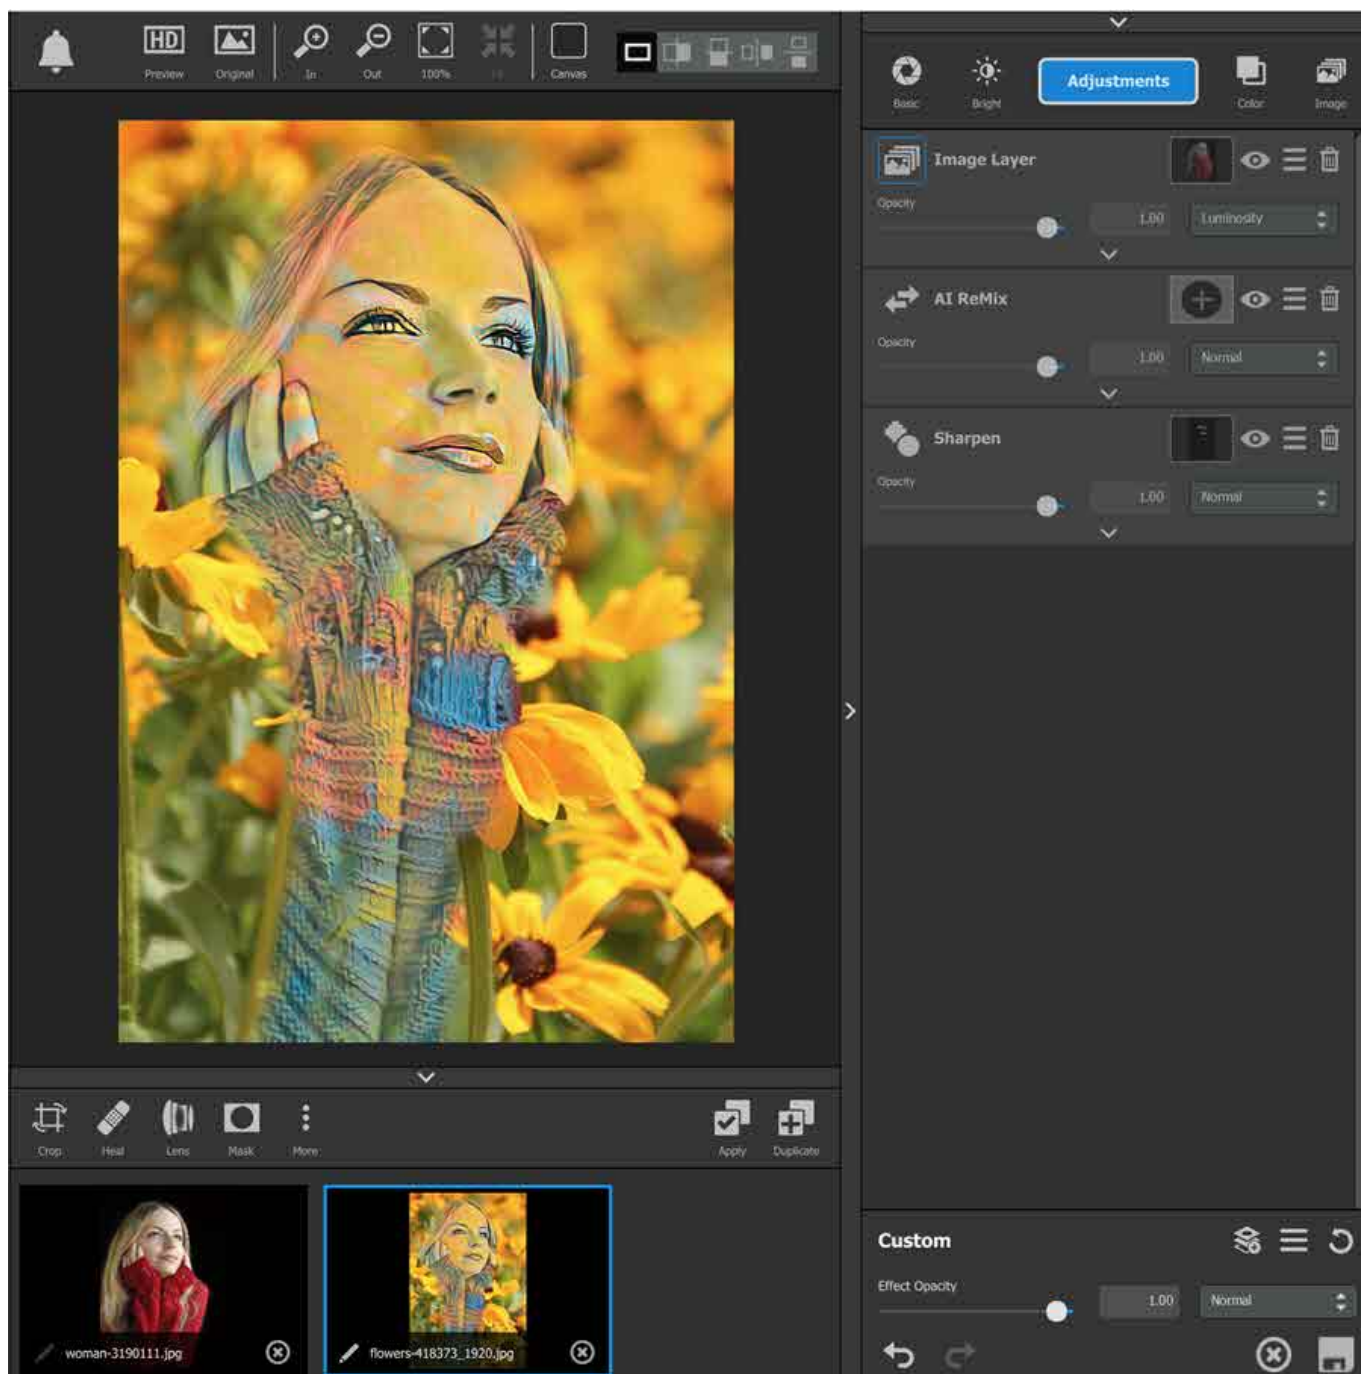 HD
Preview
Original
In
Out
100%
Canvas
Basic
Bright
Adjustments
Color
Image
Image Layer
Opacity
1.00
Luminosity
AI ReMix
Opacity
1.00
Normal
Sharpen
Opacity
1.00
Normal
Crop
Heal
Lens
Mask
More
Apply
Duplicate
woman-3190111.jpg
flowers-418373_1920.jpg
Custom
Effect Opacity
1.00
Normal